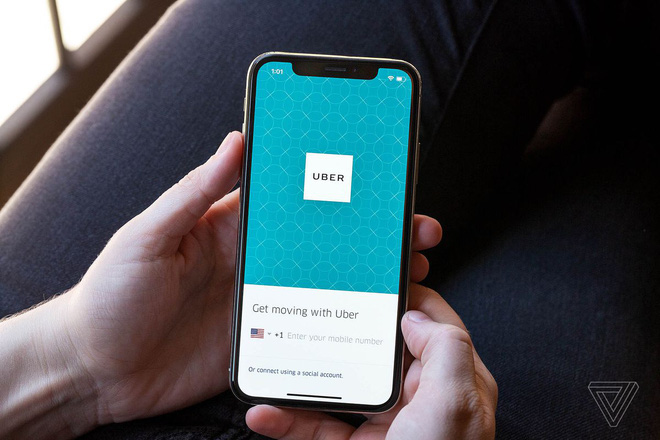 1:01
UBER
Get moving with Uber
+1 Enter your mobile number
Or connect using a social account.